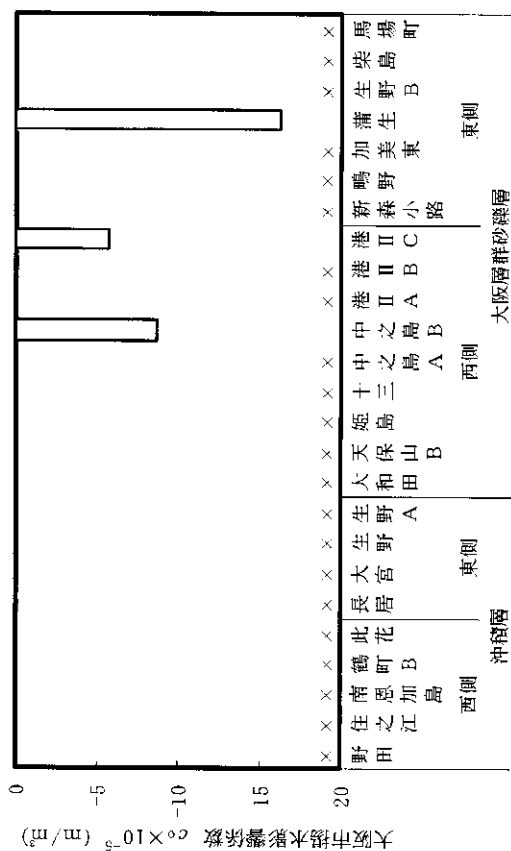 大阪市揚水影響係数 c₀×10⁻⁵ (m/m³)
0
-5
-10
15
20
× × × × × × × × × × × × × × × × × × × × × ×
野田
住之江
南恩加島
鶴町B
此花
長居
大宮
生野
生野A
大和田
天保山B
姫島
十三
中之島A
中之島B
港ⅡA
港ⅡB
港ⅡC
新森小路
鴫野
加美東
蒲生
生野B
柴島
馬場町
西側
東側
西側
東側
沖積層
大阪層群砂礫層